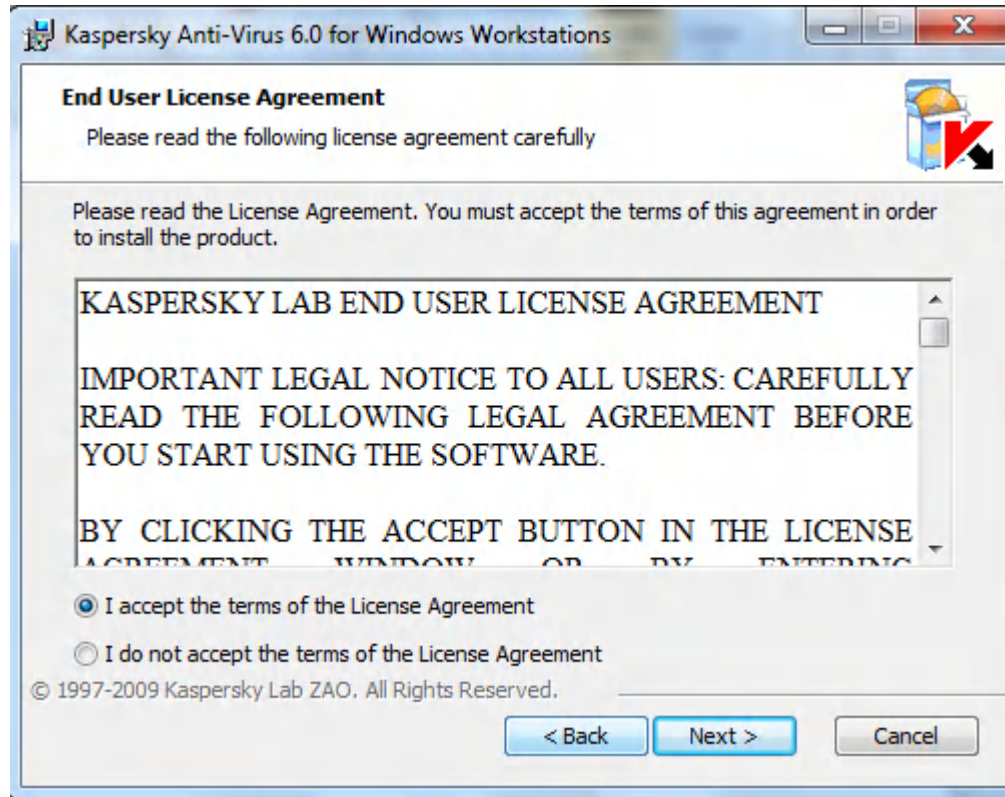 Kaspersky Anti-Virus 6.0 for Windows Workstations
End User License Agreement
Please read the following license agreement carefully
Please read the License Agreement. You must accept the terms of this agreement in order
to install the product.
KASPERSKY LAB END USER LICENSE AGREEMENT
IMPORTANT LEGAL NOTICE TO ALL USERS: CAREFULLY
READ THE FOLLOWING LEGAL AGREEMENT BEFORE
YOU START USING THE SOFTWARE.
BY CLICKING THE ACCEPT BUTTON IN THE LICENSE
AGREEMENT WINDOW OR BY ENTERING
I accept the terms of the License Agreement
I do not accept the terms of the License Agreement
© 1997-2009 Kaspersky Lab ZAO. All Rights Reserved.
< Back Next > Cancel